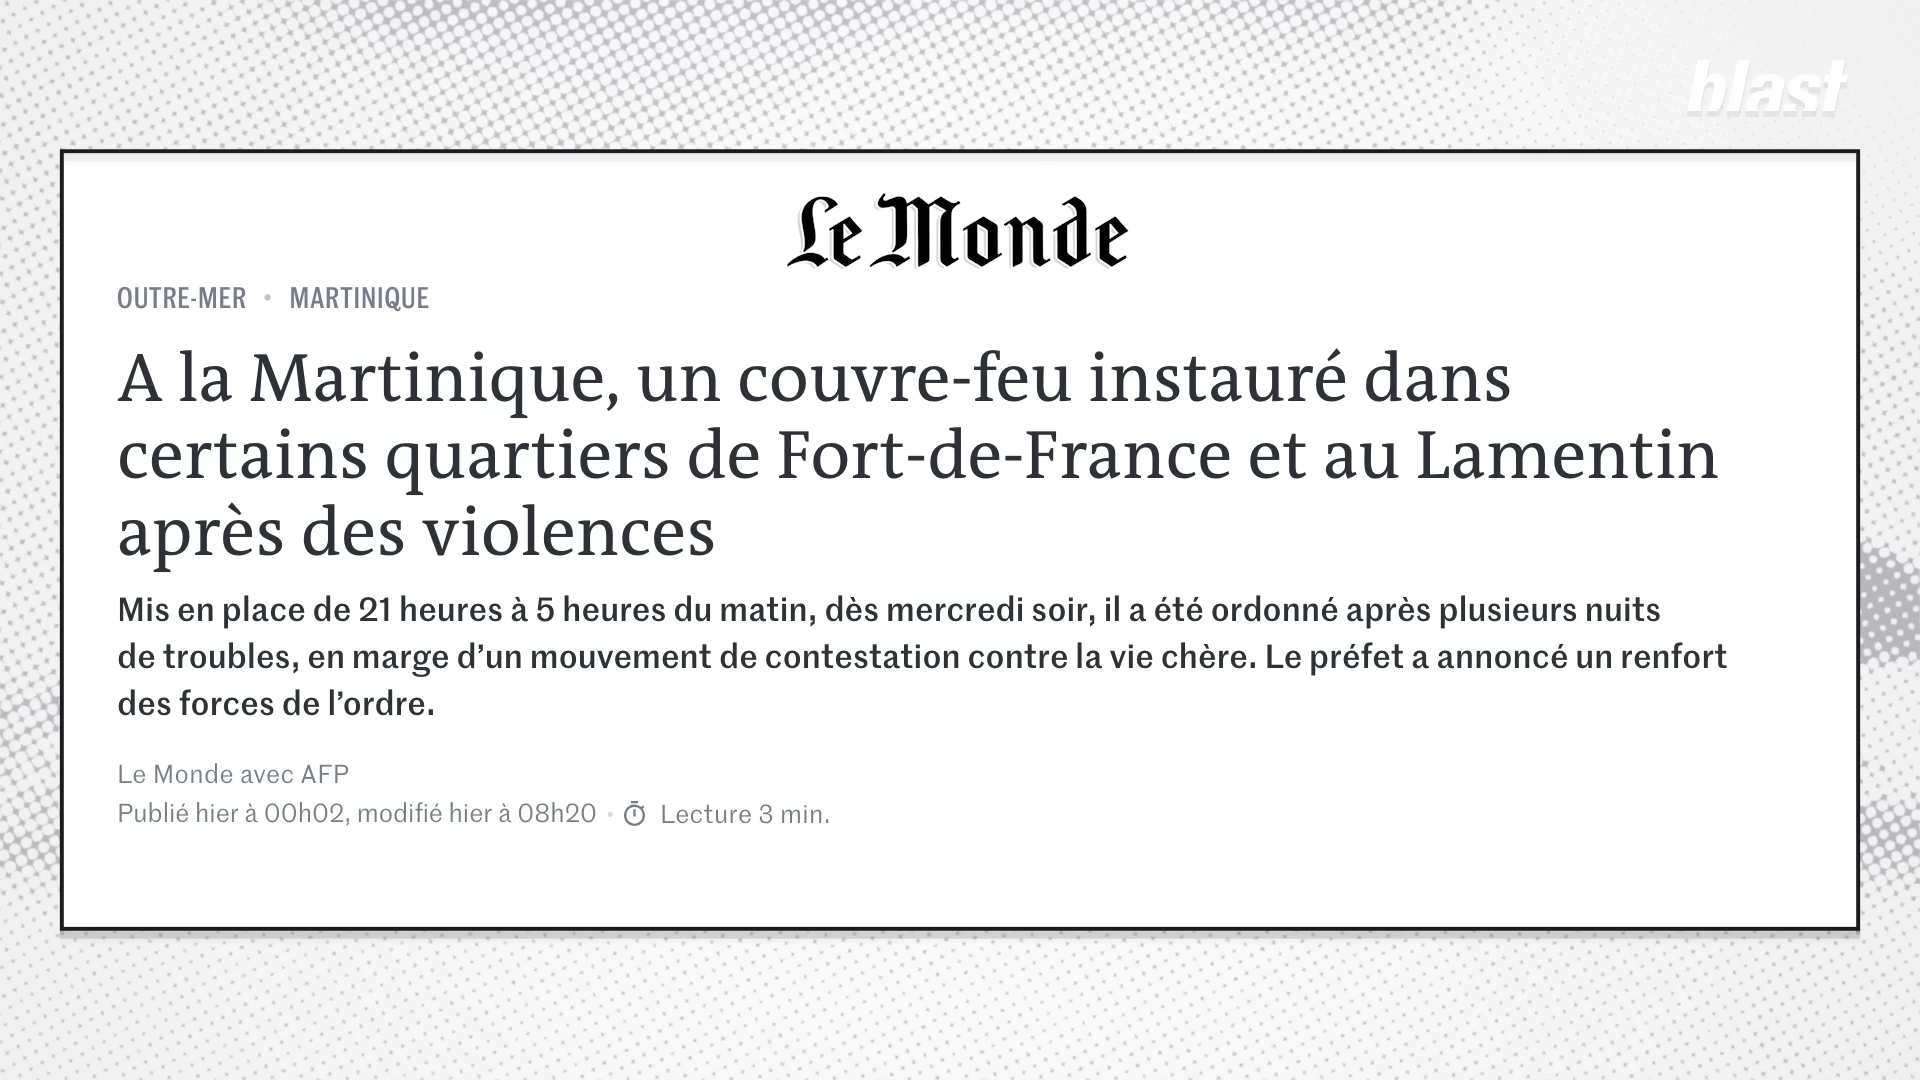 blast
Le Monde
OUTRE-MER • MARTINIQUE
A la Martinique, un couvre-feu instauré dans
certains quartiers de Fort-de-France et au Lamentin
après des violences
Mis en place de 21 heures à 5 heures du matin, dès mercredi soir, il a été ordonné après plusieurs nuits
de troubles, en marge d’un mouvement de contestation contre la vie chère. Le préfet a annoncé un renfort
des forces de l’ordre.
Le Monde avec AFP
Publié hier à 00h02, modifié hier à 08h20 • Lecture 3 min.